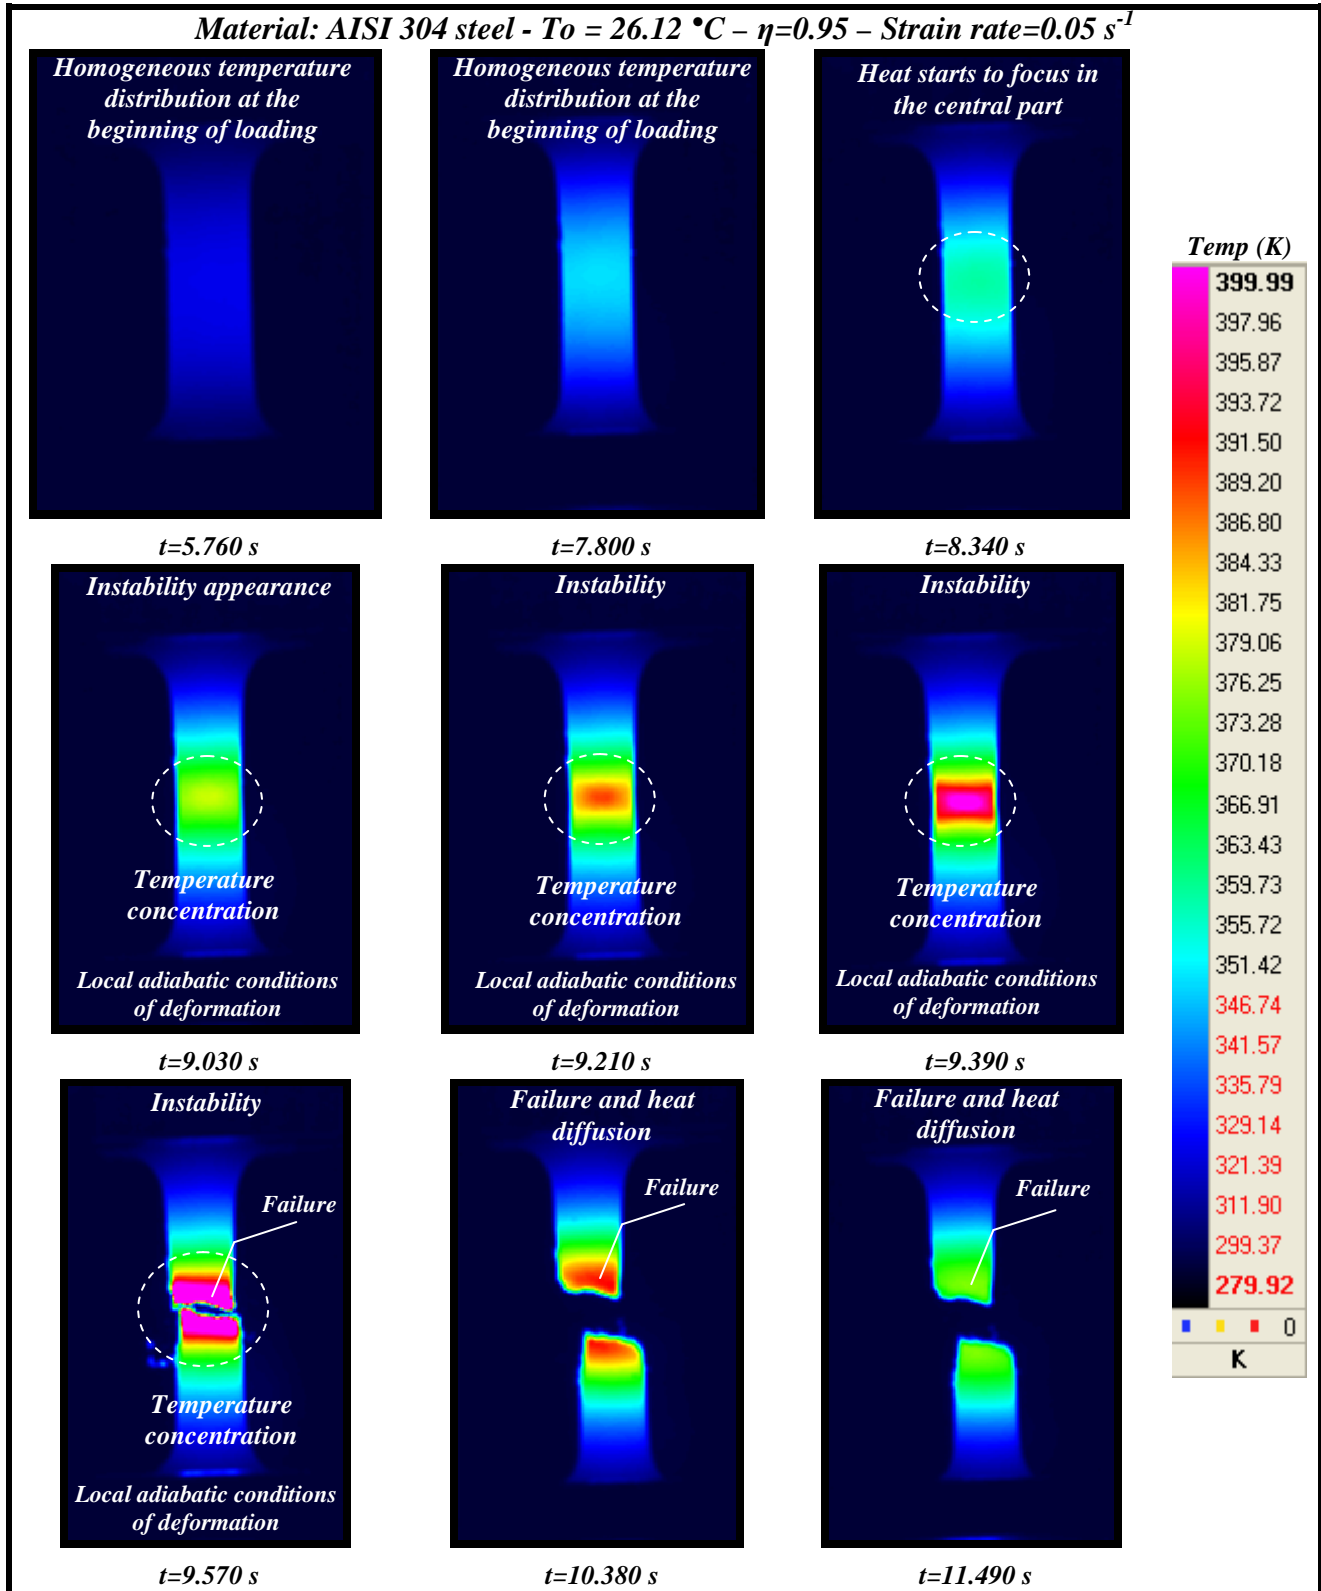 Material: AISI 304 steel - To = 26.12 •C – η=0.95 – Strain rate=0.05 s-1
Homogeneous temperature
distribution at the
beginning of loading
Homogeneous temperature
distribution at the
beginning of loading
Heat starts to focus in
the central part
t=5.760 s
t=7.800 s
t=8.340 s
Instability appearance
Temperature
concentration
Local adiabatic conditions
of deformation
Instability
Temperature
concentration
Local adiabatic conditions
of deformation
Instability
Temperature
concentration
Local adiabatic conditions
of deformation
t=9.030 s
t=9.210 s
t=9.390 s
Instability
Failure
Temperature
concentration
Local adiabatic conditions
of deformation
Failure and heat
diffusion
Failure
Failure and heat
diffusion
Failure
t=9.570 s
t=10.380 s
t=11.490 s
Temp (K)
399.99
397.96
395.87
393.72
391.50
389.20
386.80
384.33
381.75
379.06
376.25
373.28
370.18
366.91
363.43
359.73
355.72
351.42
346.74
341.57
335.79
329.14
321.39
311.90
299.37
279.92
0
K